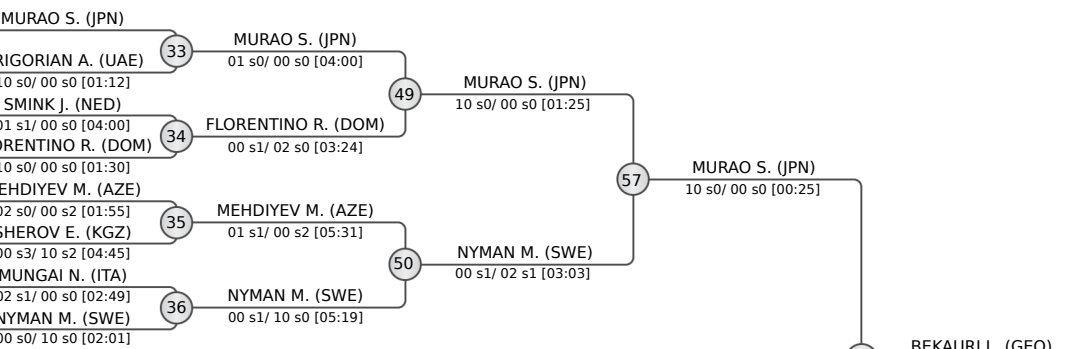 MURAO S. (JPN)
33
RIGORIAN A. (UAE)
10 s0/ 00 s0 [01:12]
SMINK J. (NED)
01 s1/ 00 s0 [04:00]
34
ORENTINO R. (DOM)
10 s0/ 00 s0 [01:30]
EHDIYEV M. (AZE)
02 s0/ 00 s2 [01:55]
35
SHEROV E. (KGZ)
00 s3/ 10 s2 [04:45]
MUNGAI N. (ITA)
02 s1/ 00 s0 [02:49]
36
NYMAN M. (SWE)
00 s0/ 10 s0 [02:01]
MURAO S. (JPN)
01 s0/ 00 s0 [04:00]
49
FLORENTINO R. (DOM)
00 s1/ 02 s0 [03:24]
MEHDIYEV M. (AZE)
01 s1/ 00 s2 [05:31]
50
NYMAN M. (SWE)
00 s1/ 10 s0 [05:19]
MURAO S. (JPN)
10 s0/ 00 s0 [01:25]
57
NYMAN M. (SWE)
00 s1/ 02 s1 [03:03]
MURAO S. (JPN)
10 s0/ 00 s0 [00:25]
BEKAURI L. (GEO)